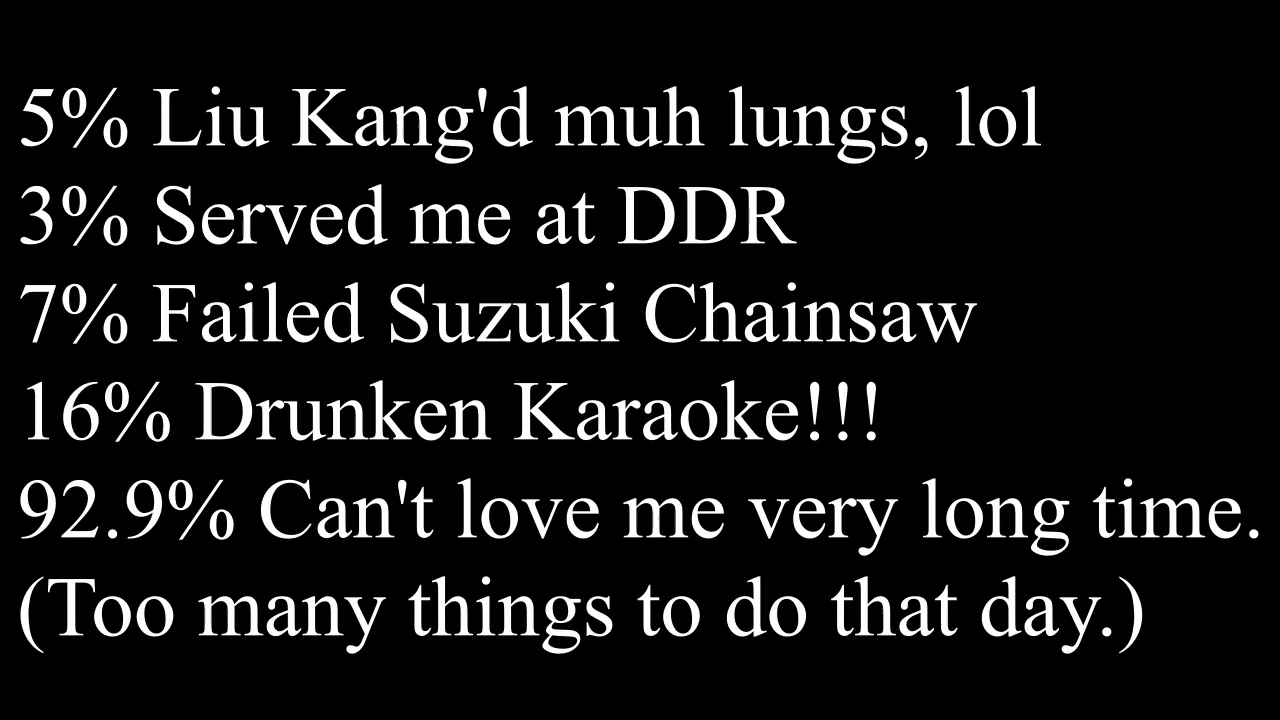 5% Liu Kang'd muh lungs, lol
3% Served me at DDR
7% Failed Suzuki Chainsaw
16% Drunken Karaoke!!!
92.9% Can't love me very long time.
(Too many things to do that day.)